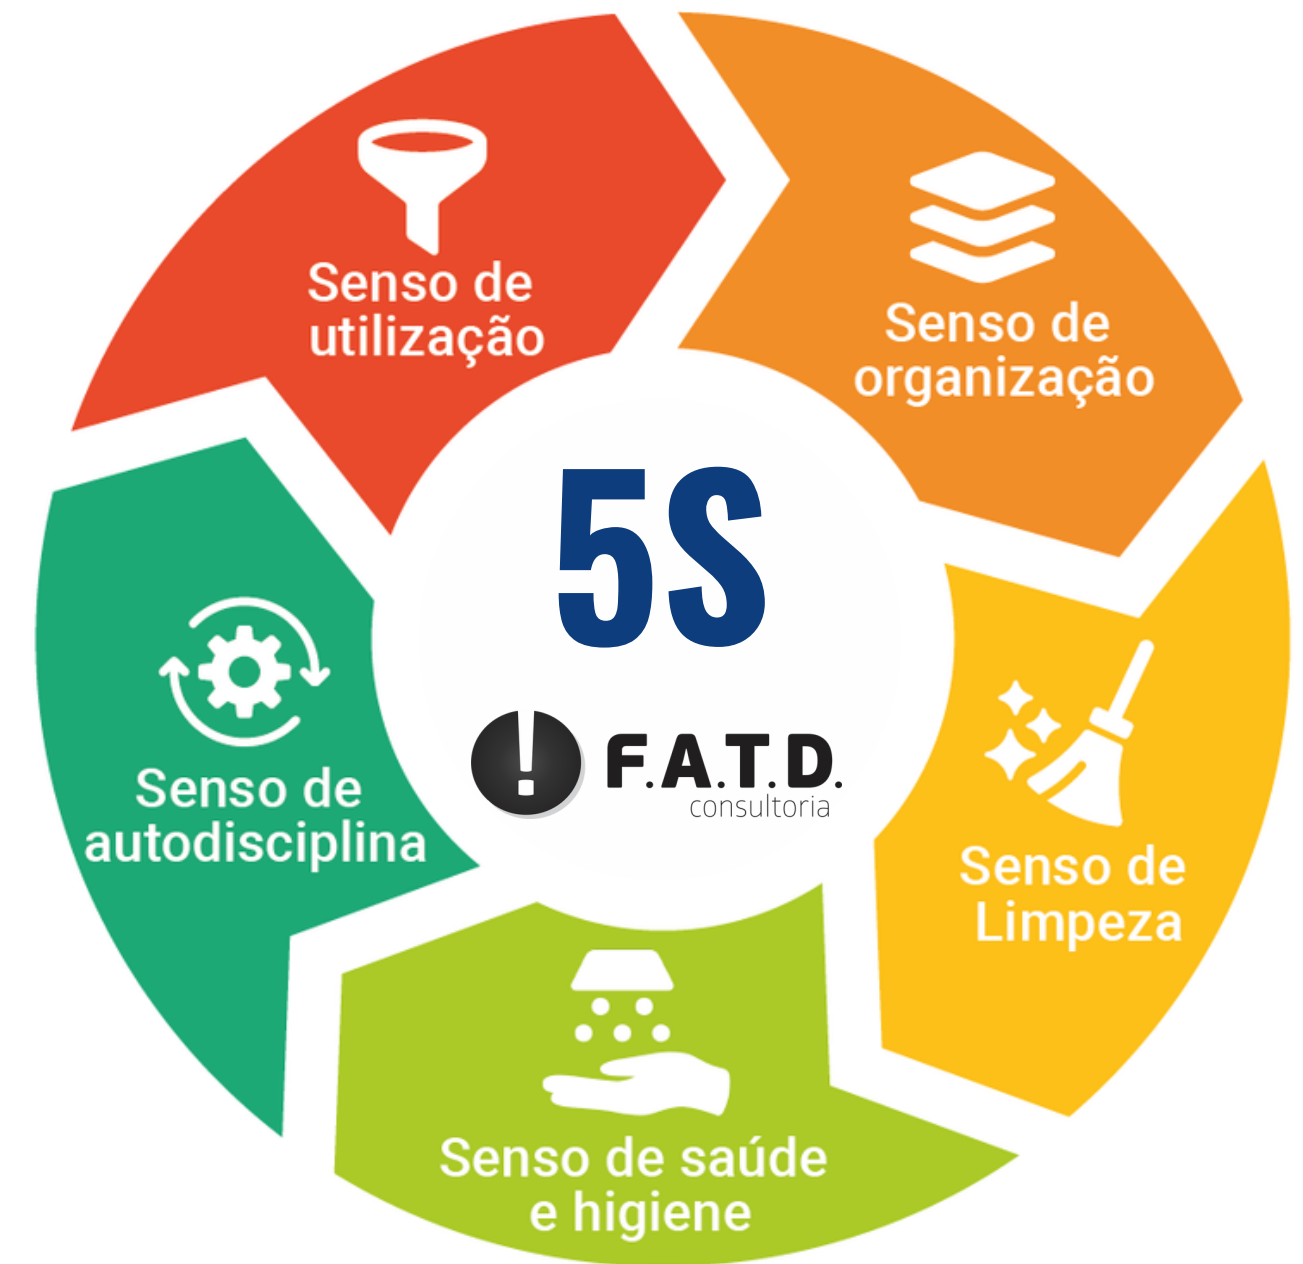 Senso de
utilização
Senso de
organização
Senso de
Limpeza
Senso de saúde
e higiene
Senso de
autodisciplina
5S
! F.A.T.D.
consultoria